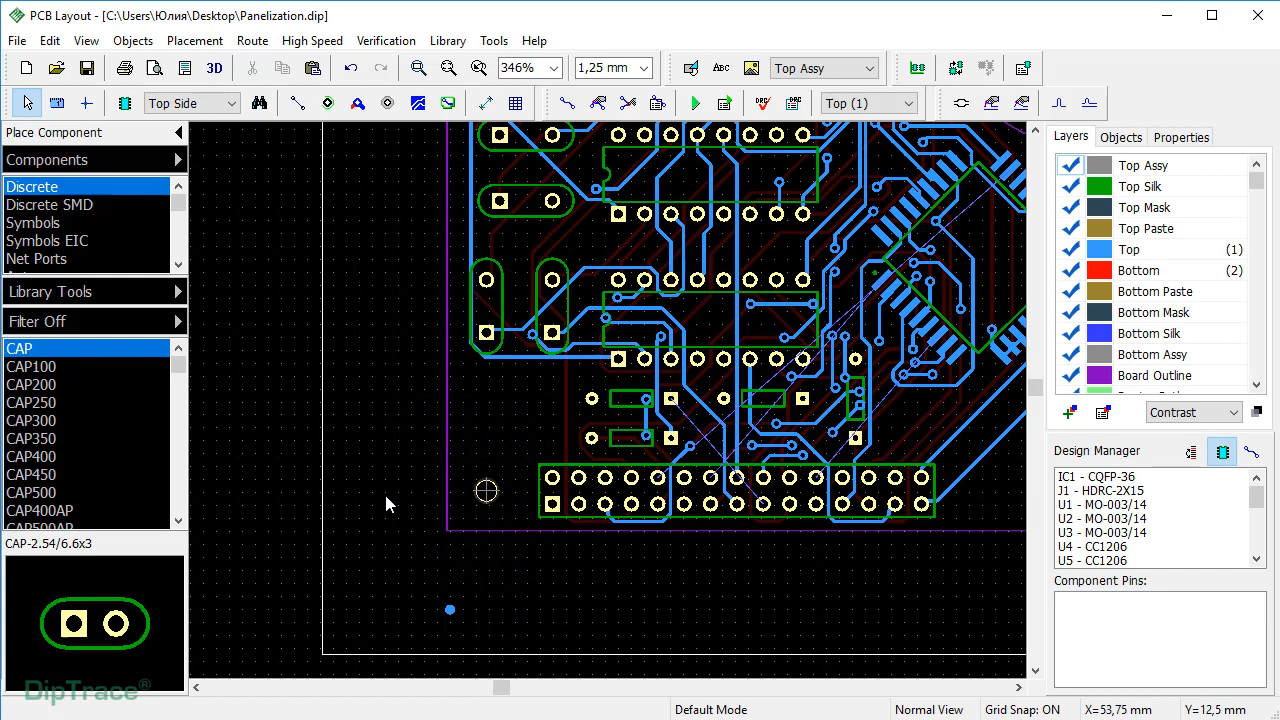 PCB Layout - [C:\Users\Юлия\Desktop\Panelization.dip]
File Edit View Objects Placement Route High Speed Verification Library Tools Help
3D 346% 1,25 mm ABC Top Assy
Top Side DRC Top (1)
Place Component
Components
Discrete
Discrete SMD
Symbols
Symbols EIC
Net Ports
Library Tools
Filter Off
CAP
CAP100
CAP200
CAP250
CAP300
CAP350
CAP400
CAP450
CAP500
CAP400AP
CAP500AP
CAP-2.54/6.6x3
DipTrace®
Layers Objects Properties
Top Assy
Top Silk
Top Mask
Top Paste
Top (1)
Bottom (2)
Bottom Paste
Bottom Mask
Bottom Silk
Bottom Assy
Board Outline
Contrast
Design Manager
IC1 - CQFP-36
I1 - HDRC-2X15
U1 - MO-003/14
U2 - MO-003/14
U3 - MO-003/14
U4 - CC1206
U5 - CC1206
Component Pins:
Default Mode Normal View Grid Snap: ON X=53,75 mm Y=12,5 mm